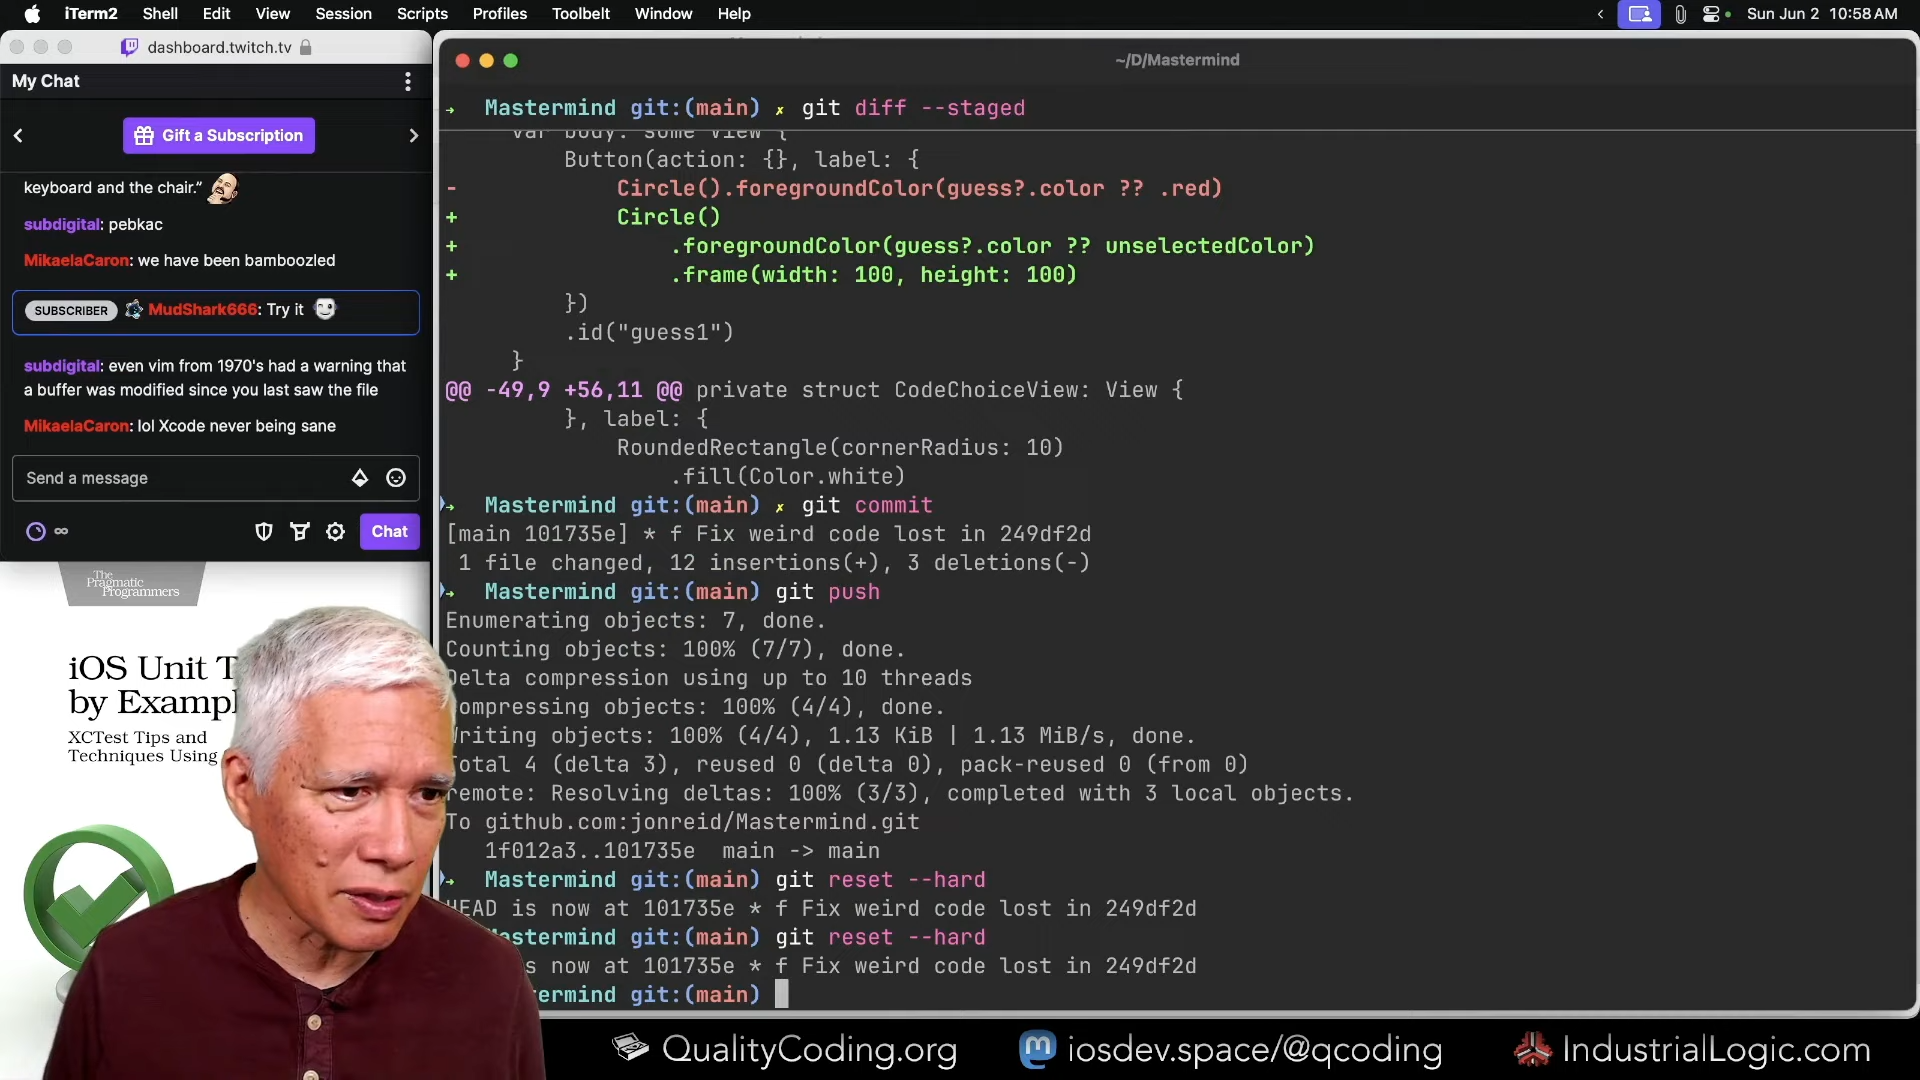 iTerm2 Shell Edit View Session Scripts Profiles Toolbelt Window Help
Sun Jun 2 10:58 AM
dashboard.twitch.tv
My Chat
Gift a Subscription
keyboard and the chair.”
subdigital: pebkac
MikaelaCaron: we have been bamboozled
SUBSCRIBER MudShark666: Try it
subdigital: even vim from 1970's had a warning that
a buffer was modified since you last saw the file
MikaelaCaron: lol Xcode never being sane
Send a message
∞
Chat
The
Pragmatic
Programmers
iOS Unit T
by Exampl
XCTest Tips and
Techniques Using
~/D/Mastermind
→ Mastermind git:(main) ✗ git diff --staged
var body: some View {
Button(action: {}, label: {
- Circle().foregroundColor(guess?.color ?? .red)
+ Circle()
+ .foregroundColor(guess?.color ?? unselectedColor)
+ .frame(width: 100, height: 100)
})
.id("guess1")
}
@@ -49,9 +56,11 @@ private struct CodeChoiceView: View {
}, label: {
RoundedRectangle(cornerRadius: 10)
.fill(Color.white)
→ Mastermind git:(main) ✗ git commit
[main 101735e] * f Fix weird code lost in 249df2d
1 file changed, 12 insertions(+), 3 deletions(-)
→ Mastermind git:(main) git push
Enumerating objects: 7, done.
Counting objects: 100% (7/7), done.
Delta compression using up to 10 threads
ompressing objects: 100% (4/4), done.
riting objects: 100% (4/4), 1.13 KiB | 1.13 MiB/s, done.
otal 4 (delta 3), reused 0 (delta 0), pack-reused 0 (from 0)
remote: Resolving deltas: 100% (3/3), completed with 3 local objects.
To github.com:jonreid/Mastermind.git
1f012a3..101735e main -> main
→ Mastermind git:(main) git reset --hard
HEAD is now at 101735e * f Fix weird code lost in 249df2d
astermind git:(main) git reset --hard
s now at 101735e * f Fix weird code lost in 249df2d
termind git:(main)
QualityCoding.org
iosdev.space/@qcoding
IndustrialLogic.com